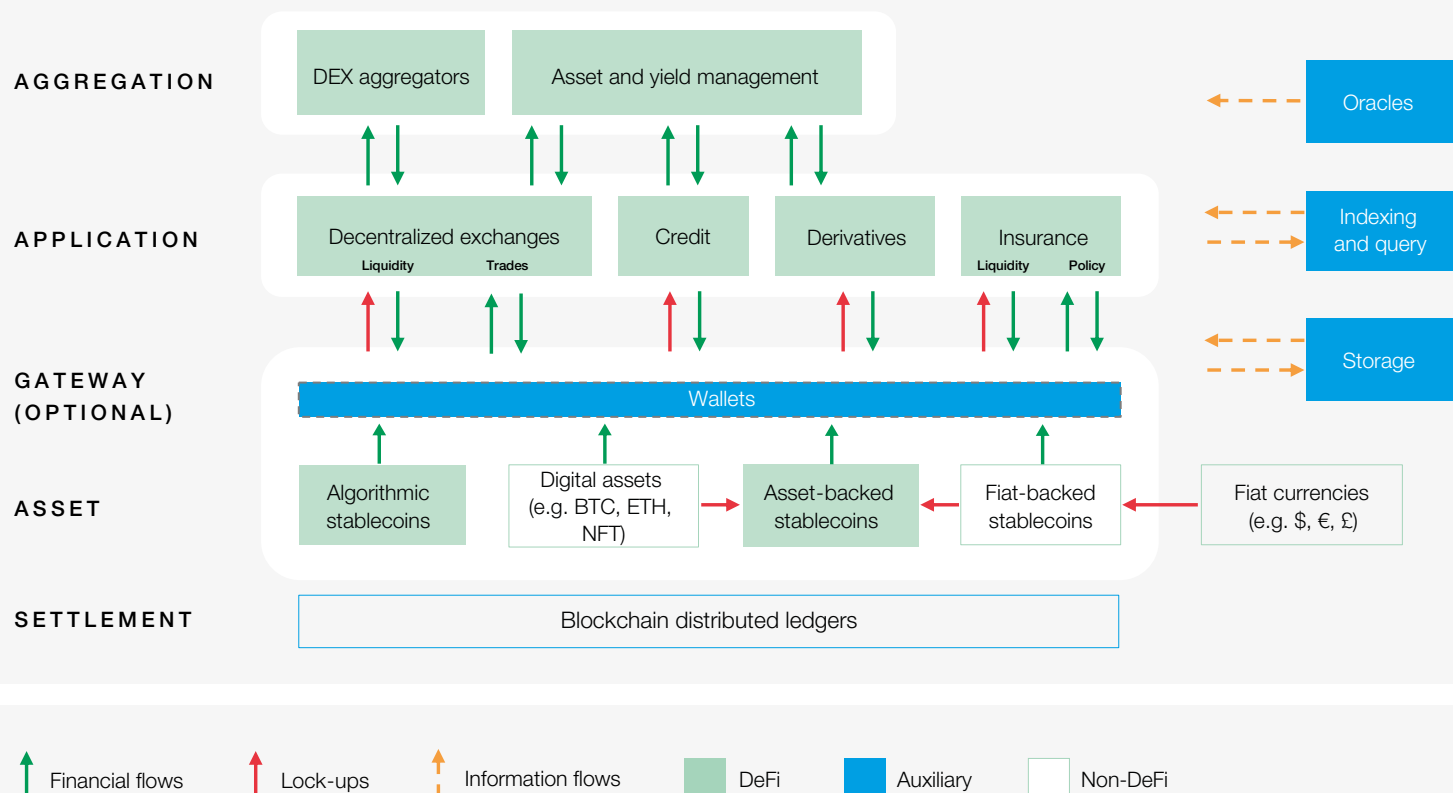 AGGREGATION
DEX aggregators
Asset and yield management
Oracles
APPLICATION
Decentralized exchanges
Liquidity
Trades
Credit
Derivatives
Insurance
Liquidity
Policy
Indexing
and query
GATEWAY
(OPTIONAL)
Wallets
Storage
ASSET
Algorithmic
stablecoins
Digital assets
(e.g. BTC, ETH,
NFT)
Asset-backed
stablecoins
Fiat-backed
stablecoins
Fiat currencies
(e.g. $, €, £)
SETTLEMENT
Blockchain distributed ledgers
Financial flows
Lock-ups
Information flows
DeFi
Auxiliary
Non-DeFi